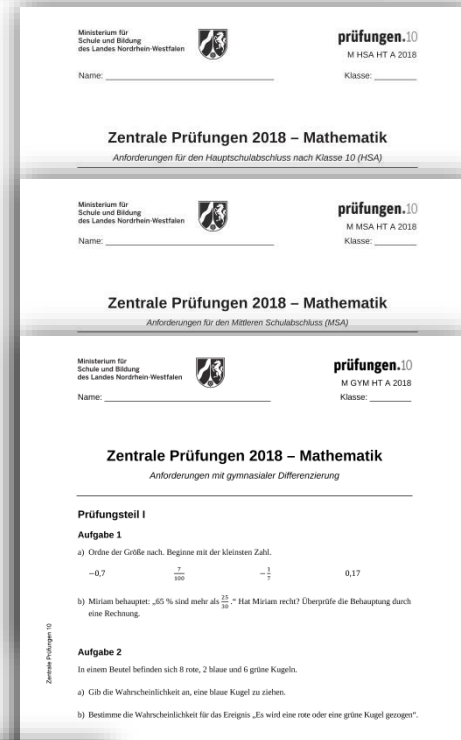 Ministerium für
Schule und Bildung
des Landes Nordrhein-Westfalen
prüfungen.10
M HSA HT A 2018
Name: ____________________ Klasse: ________
Zentrale Prüfungen 2018 – Mathematik
Anforderungen für den Hauptschulabschluss nach Klasse 10 (HSA)
Ministerium für
Schule und Bildung
des Landes Nordrhein-Westfalen
prüfungen.10
M MSA HT A 2018
Name: ____________________ Klasse: ________
Zentrale Prüfungen 2018 – Mathematik
Anforderungen für den Mittleren Schulabschluss (MSA)
Ministerium für
Schule und Bildung
des Landes Nordrhein-Westfalen
prüfungen.10
M GYM HT A 2018
Name: ____________________ Klasse: ________
Zentrale Prüfungen 2018 – Mathematik
Anforderungen mit gymnasialer Differenzierung
Prüfungsteil I
Aufgabe 1
a) Ordne der Größe nach. Beginne mit der kleinsten Zahl.
−0,7 7/100 −1/7 0,17
b) Miriam behauptet: „65 % sind mehr als 25/30.“ Hat Miriam recht? Überprüfe die Behauptung durch
eine Rechnung.
Aufgabe 2
In einem Beutel befinden sich 8 rote, 2 blaue und 6 grüne Kugeln.
a) Gib die Wahrscheinlichkeit an, eine blaue Kugel zu ziehen.
b) Bestimme die Wahrscheinlichkeit für das Ereignis „Es wird eine rote oder eine grüne Kugel gezogen“.
Zentrale Prüfungen 10